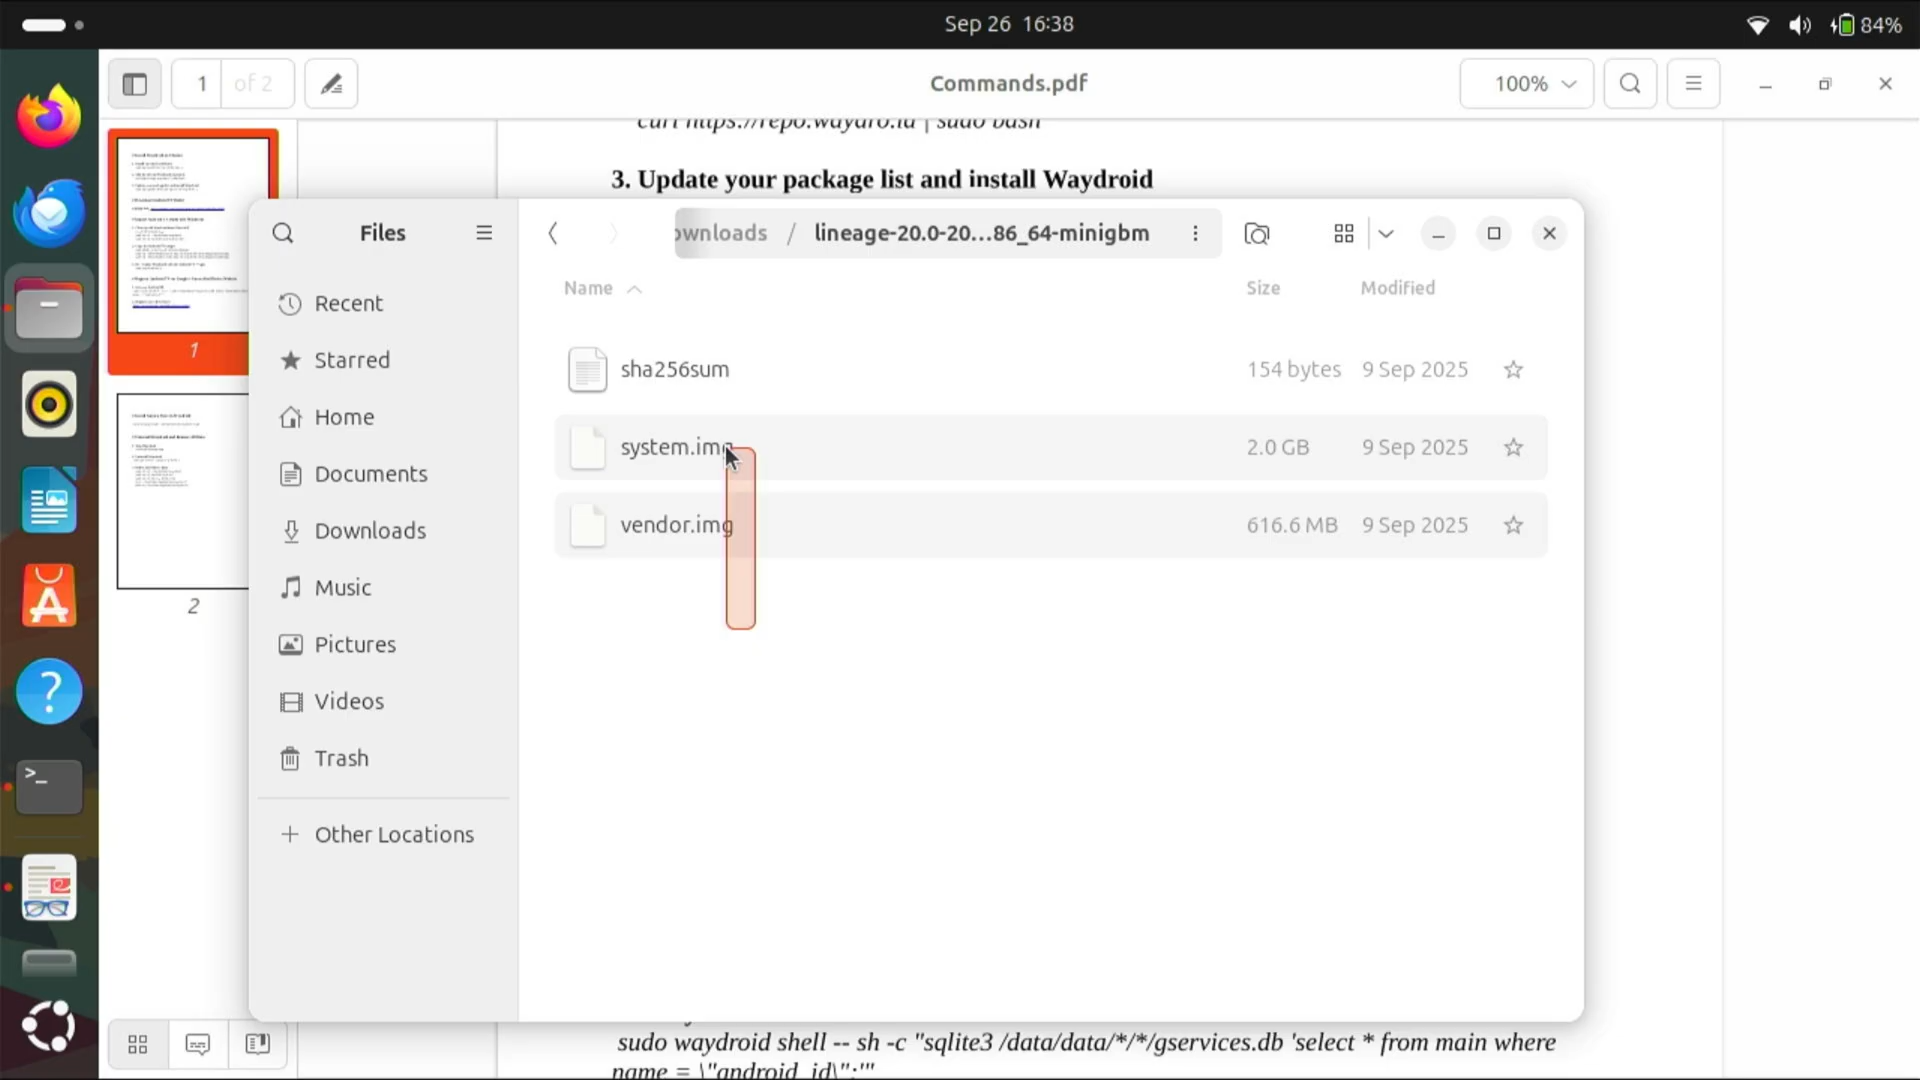 Sep 26 16:38
84%
1 of 2
Commands.pdf
100%
curl https://repo.waydro.id | sudo bash
3. Update your package list and install Waydroid
Files
ownloads / lineage-20.0-20...86_64-minigbm
Name
Size
Modified
Recent
Starred
Home
Documents
Downloads
Music
Pictures
Videos
Trash
Other Locations
sha256sum 154 bytes 9 Sep 2025
system.img 2.0 GB 9 Sep 2025
vendor.img 616.6 MB 9 Sep 2025
1
2
sudo waydroid shell -- sh -c "sqlite3 /data/data/*/*/gservices.db 'select * from main where
name = \"android_id\";'"